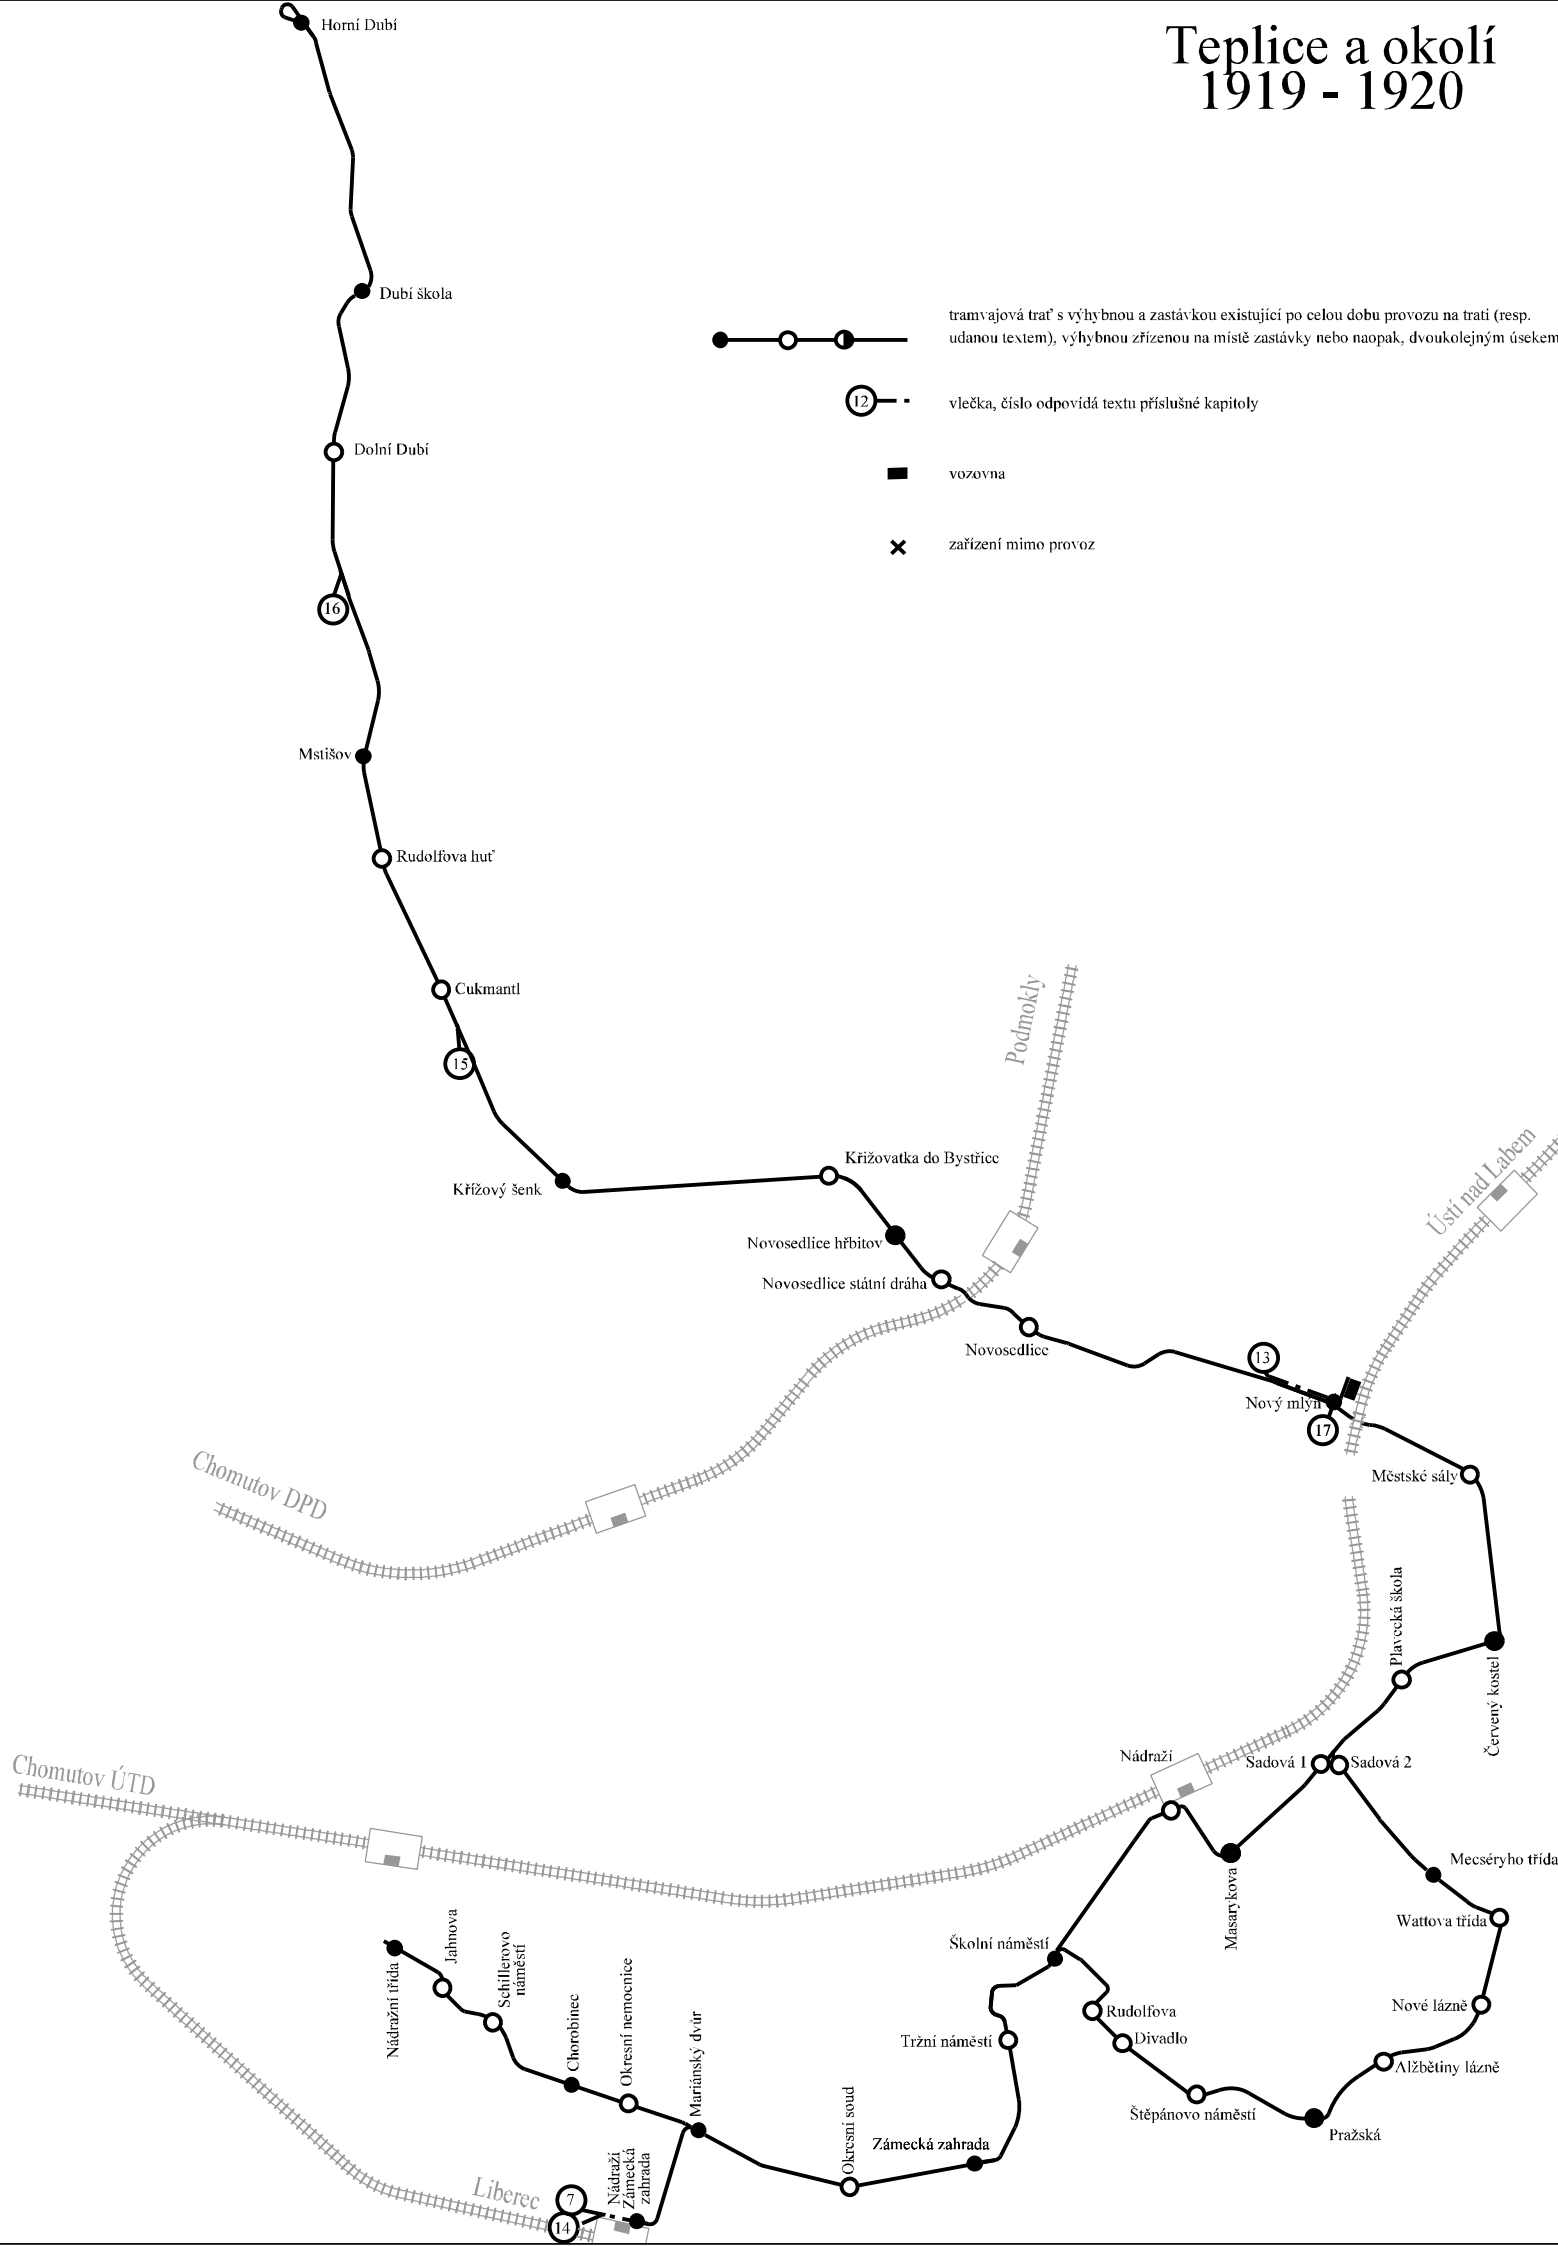 Teplice a okolí
1919 - 1920
Horní Dubí
Dubí škola
tramvajová trať s výhybnou a zastávkou existující po celou dobu provozu na trati (resp.
udanou textem), výhybnou zřízenou na místě zastávky nebo naopak, dvoukolejným úsekem
12
vlečka, číslo odpovídá textu příslušné kapitoly
Dolní Dubí
vozovna
zařízení mimo provoz
16
Mstišov
Rudolfova huť
Cukmantl
Podmokly
15
Křižovatka do Bystřice
Ústí nad Labem
Křížový šenk
Novosedlice hřbitov
Novosedlice státní dráha
Novosedlice
13
Nový mlýn
17
Chomutov DPD
Městské sály
Plavecká škola
Červený kostel
Nádraží
Sadová 1
Sadová 2
Chomutov ÚTD
Mecséryho třída
Masarykova
Wattova třída
Jahnova
Školní náměstí
Schillerovo
náměstí
Nádražní třída
Chorobinec
Okresní nemocnice
Mariánský dvůr
Nové lázně
Rudolfova
Divadlo
Tržní náměstí
Alžbětiny lázně
Štěpánovo náměstí
Pražská
Okresní soud
Zámecká zahrada
Nádraží
Zámecká
zahrada
Liberec
7
14